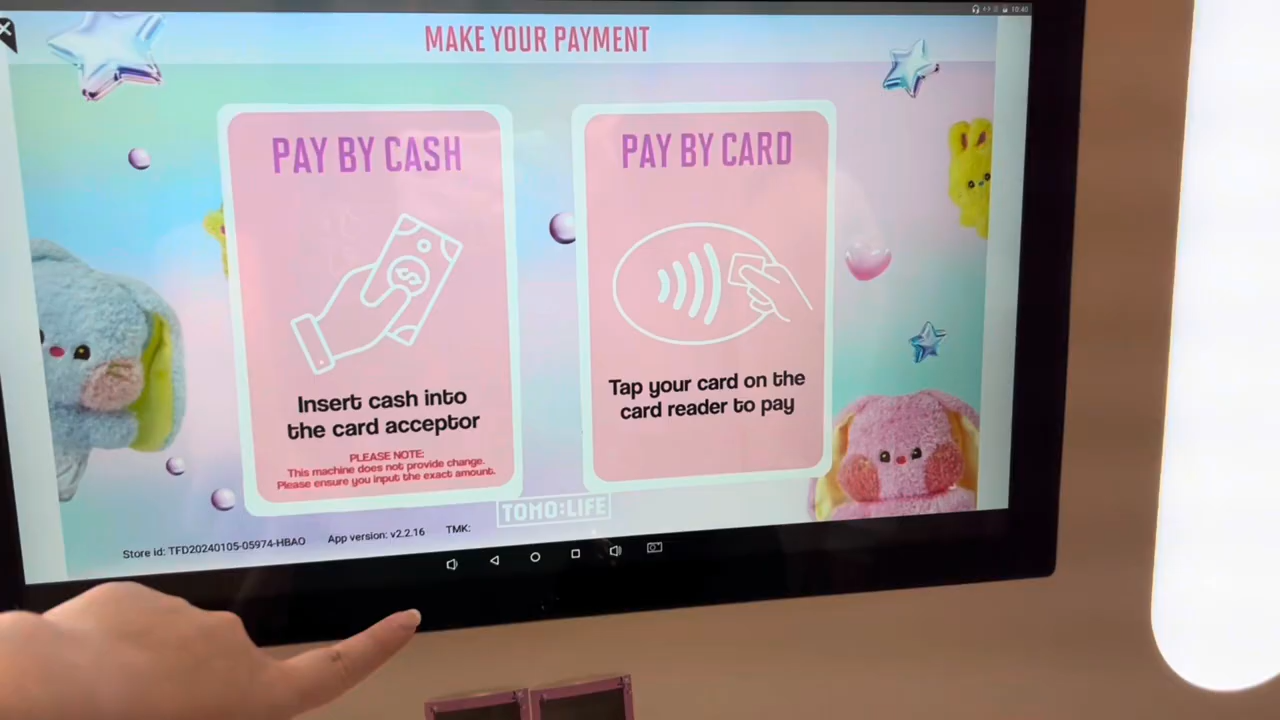 10:40
MAKE YOUR PAYMENT
PAY BY CASH
Insert cash into
the card acceptor
PLEASE NOTE:
This machine does not provide change.
Please ensure you input the exact amount.
PAY BY CARD
Tap your card on the
card reader to pay
TOMO:LIFE
Store id: TFD20240105-05974-HBAO
App version: v2.2.16
TMK: